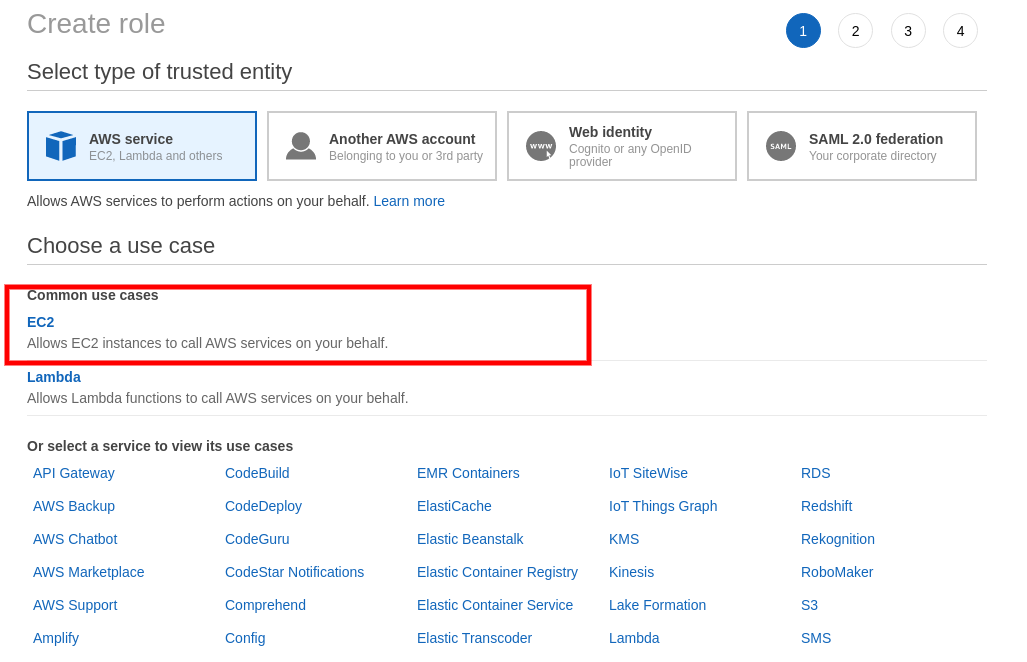 Create role
1 2 3 4
Select type of trusted entity
AWS service
EC2, Lambda and others
Another AWS account
Belonging to you or 3rd party
www
Web identity
Cognito or any OpenID
provider
SAML
SAML 2.0 federation
Your corporate directory
Allows AWS services to perform actions on your behalf. Learn more
Choose a use case
Common use cases
EC2
Allows EC2 instances to call AWS services on your behalf.
Lambda
Allows Lambda functions to call AWS services on your behalf.
Or select a service to view its use cases
API Gateway CodeBuild EMR Containers IoT SiteWise RDS
AWS Backup CodeDeploy ElastiCache IoT Things Graph Redshift
AWS Chatbot CodeGuru Elastic Beanstalk KMS Rekognition
AWS Marketplace CodeStar Notifications Elastic Container Registry Kinesis RoboMaker
AWS Support Comprehend Elastic Container Service Lake Formation S3
Amplify Config Elastic Transcoder Lambda SMS